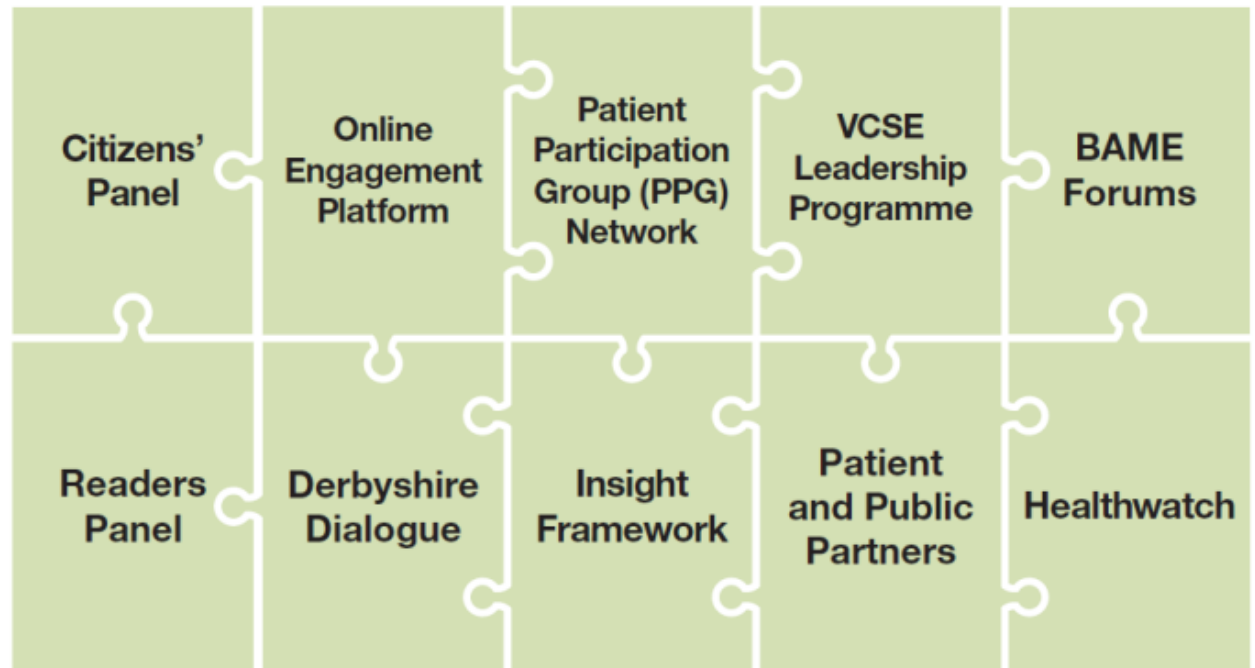 Citizens’
Panel
Online
Engagement
Platform
Patient
Participation
Group (PPG)
Network
VCSE
Leadership
Programme
BAME
Forums
Readers
Panel
Derbyshire
Dialogue
Insight
Framework
Patient
and Public
Partners
Healthwatch